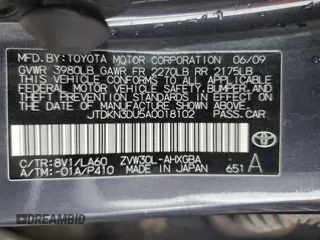 MFD.BY:TOYOTA MOTOR CORPORATION 06/09
GVWR 3980LB GAWR FR 2270LB RR 2175LB
THIS VEHICLE CONFORMS TO ALL APPLICABLE
FEDERAL MOTOR VEHICLE SAFETY, BUMPER, AND
THEFT PREVENTION STANDARDS IN EFFECT ON
THE DATE OF MANUFACTURE SHOWN ABOVE.
JTDKN3DU5A0018102 PASS.CAR
C/TR:8V1/LA60 ZVW30L-AHXGBA A
A/TM:-01A/P410 MADE IN JAPAN 651